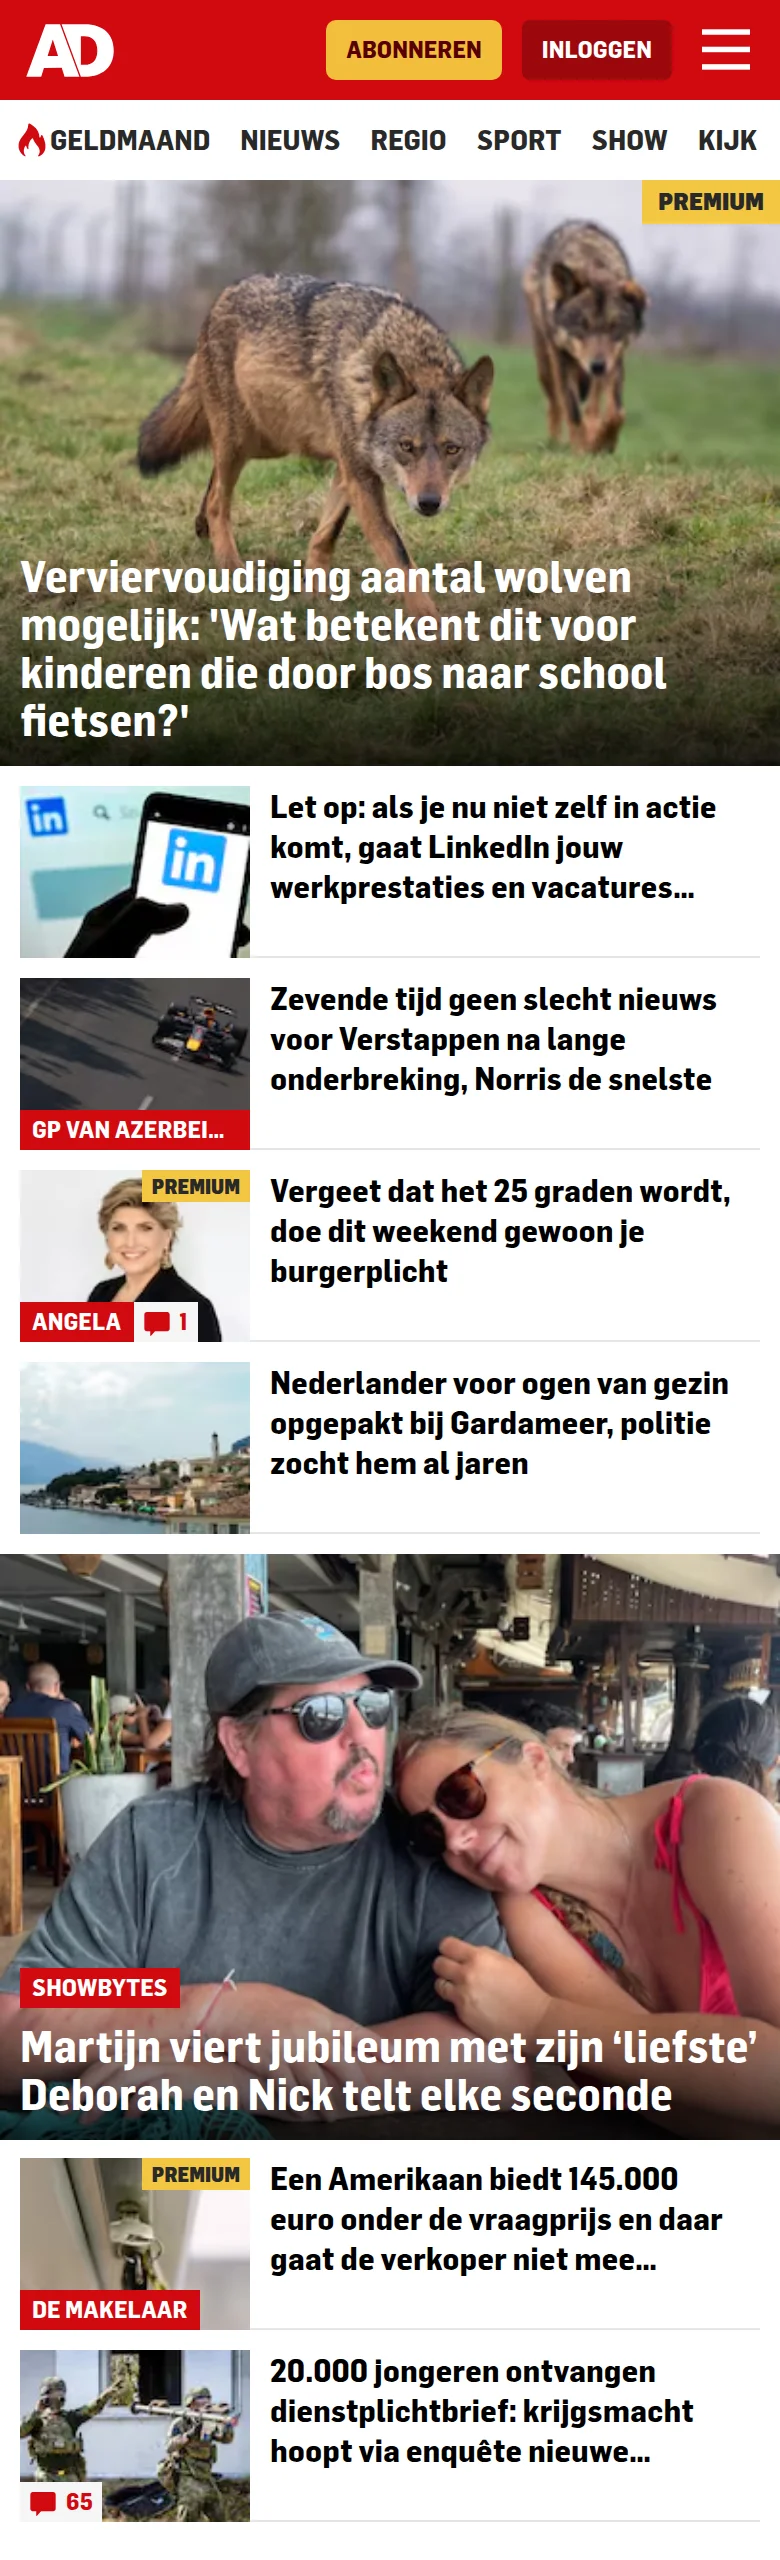 AD
ABONNEREN
INLOGGEN
GELDMAAND NIEUWS REGIO SPORT SHOW KIJK
PREMIUM
Verviervoudiging aantal wolven
mogelijk: 'Wat betekent dit voor
kinderen die door bos naar school
fietsen?'
in
in
Let op: als je nu niet zelf in actie
komt, gaat LinkedIn jouw
werkprestaties en vacatures...
Zevende tijd geen slecht nieuws
voor Verstappen na lange
onderbreking, Norris de snelste
GP VAN AZERBEI...
PREMIUM
Vergeet dat het 25 graden wordt,
doe dit weekend gewoon je
burgerplicht
ANGELA
1
Nederlander voor ogen van gezin
opgepakt bij Gardameer, politie
zocht hem al jaren
SHOWBYTES
Martijn viert jubileum met zijn ‘liefste’
Deborah en Nick telt elke seconde
PREMIUM
Een Amerikaan biedt 145.000
euro onder de vraagprijs en daar
gaat de verkoper niet mee...
DE MAKELAAR
20.000 jongeren ontvangen
dienstplichtbrief: krijgsmacht
hoopt via enquête nieuwe...
65